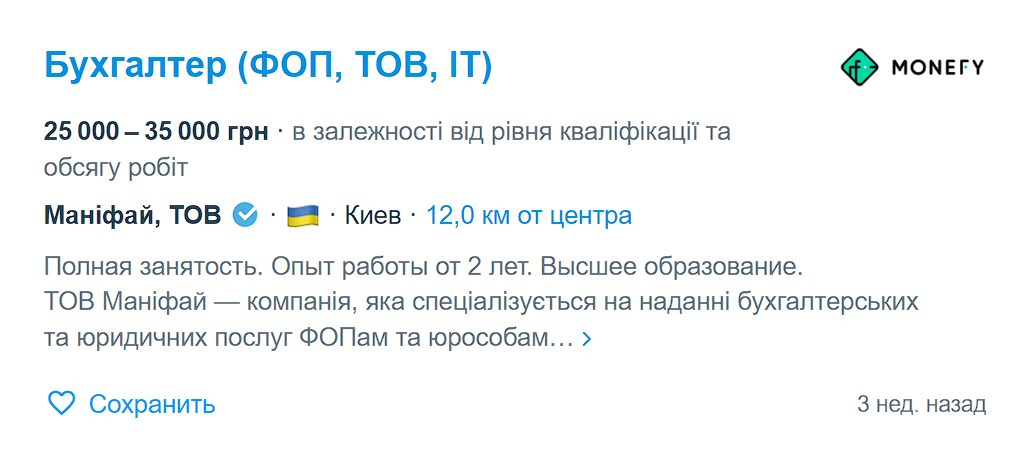 Бухгалтер (ФОП, ТОВ, IT)
MONEFY
25 000 – 35 000 грн · в залежності від рівня кваліфікації та
обсягу робіт
Маніфай, ТОВ · · Киев · 12,0 км от центра
Полная занятость. Опыт работы от 2 лет. Высшее образование.
ТОВ Маніфай — компанія, яка спеціалізується на наданні бухгалтерських
та юридичних послуг ФОПам та юрособам…
Сохранить
3 нед. назад